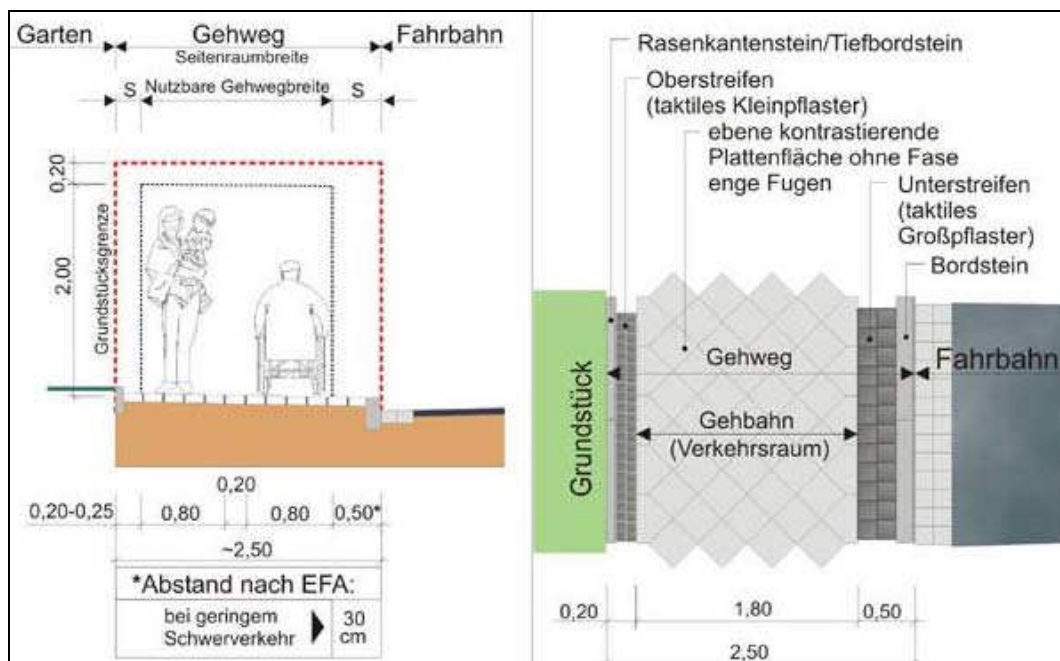 Garten
Gehweg
Fahrbahn
Seitenraumbreite
S
Nutzbare Gehwegbreite
S
0,20
2,00
Grundstücksgrenze
0,20
0,20-0,25
0,80
0,80
0,50*
~2,50
*Abstand nach EFA:
bei geringem
Schwerverkehr
30
cm
Rasenkantenstein/Tiefbordstein
Oberstreifen
(taktiles Kleinpflaster)
ebene kontrastierende
Plattenfläche ohne Fase
enge Fugen
Unterstreifen
(taktiles
Großpflaster)
Bordstein
Grundstück
Gehweg
Fahrbahn
Gehbahn
(Verkehrsraum)
0,20
1,80
0,50
2,50